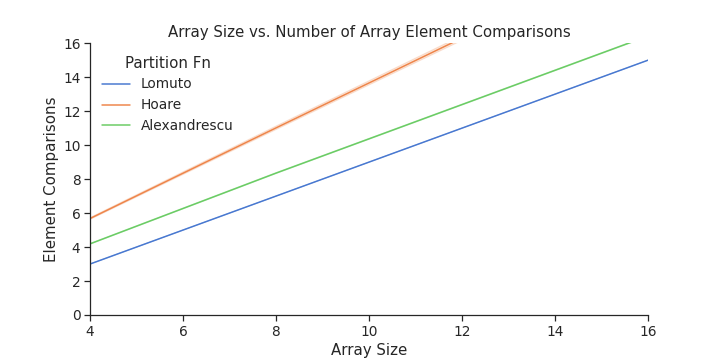 Array Size vs. Number of Array Element Comparisons
Partition Fn
Lomuto
Hoare
Alexandrescu
Element Comparisons
16
14
12
10
8
6
4
2
0
4 6 8 10 12 14 16
Array Size